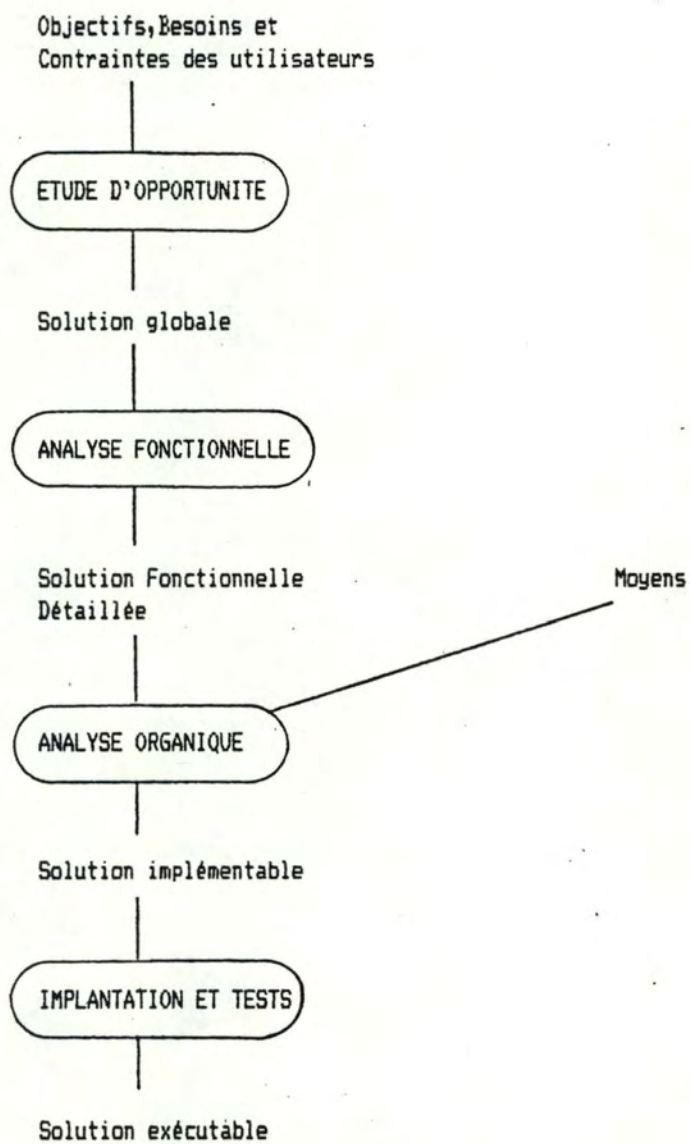 Objectifs,Besoins et
Contraintes des utilisateurs
ETUDE D'OPPORTUNITE
Solution globale
ANALYSE FONCTIONNELLE
Solution Fonctionnelle
Détaillée
Moyens
ANALYSE ORGANIQUE
Solution implémentable
IMPLANTATION ET TESTS
Solution exécutable